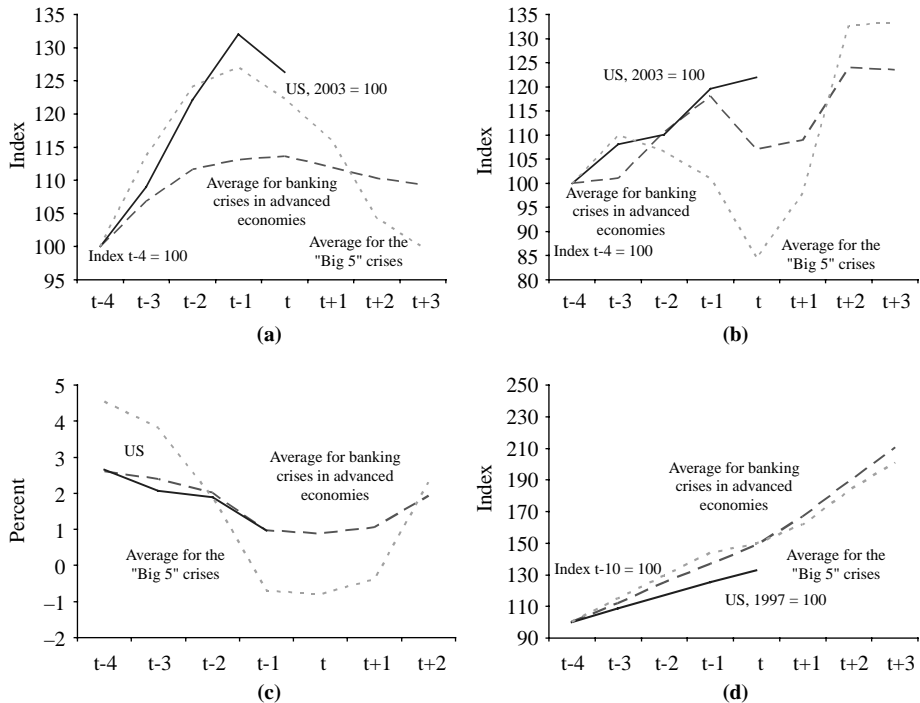 135
130
125
120
115
110
105
100
95
Index
US, 2003 = 100
Average for banking
crises in advanced
economies
Average for the
"Big 5" crises
Index t-4 = 100
t-4 t-3 t-2 t-1 t t+1 t+2 t+3
(a)
135
130
125
120
115
110
105
100
95
90
85
80
Index
US, 2003 = 100
Average for banking
crises in advanced
economies
Index t-4 = 100
Average for the
"Big 5" crises
t-4 t-3 t-2 t-1 t t+1 t+2 t+3
(b)
5
4
3
2
1
0
–1
–2
Percent
US
Average for banking
crises in advanced
economies
Average for the
"Big 5" crises
t-4 t-3 t-2 t-1 t t+1 t+2
(c)
250
230
210
190
170
150
130
110
90
Index
Average for banking
crises in advanced
economies
Index t-10 = 100
Average for the
"Big 5" crises
US, 1997 = 100
t-4 t-3 t-2 t-1 t t+1 t+2 t+3
(d)